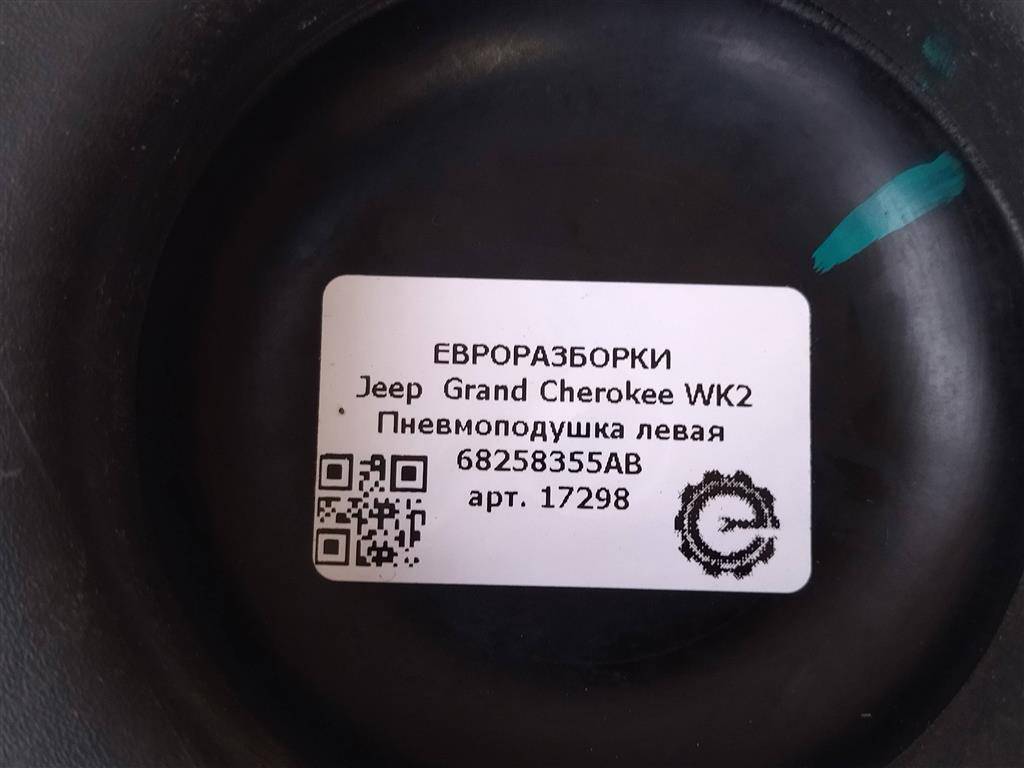 ЕВРОРАЗБОРКИ
Jeep Grand Cherokee WK2
Пневмоподушка левая
68258355AB
арт. 17298